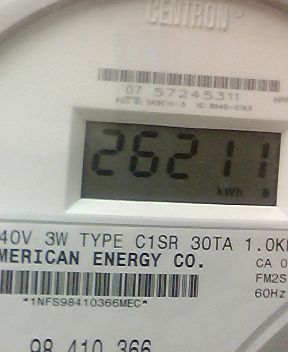 CENTRON®
07 57245311
26211
kWh
40V 3W TYPE C1SR 30TA 1.0K
MERICAN ENERGY CO.
CA 0
FM2S
60Hz
*1NFS98410366MEC*
98 410 366